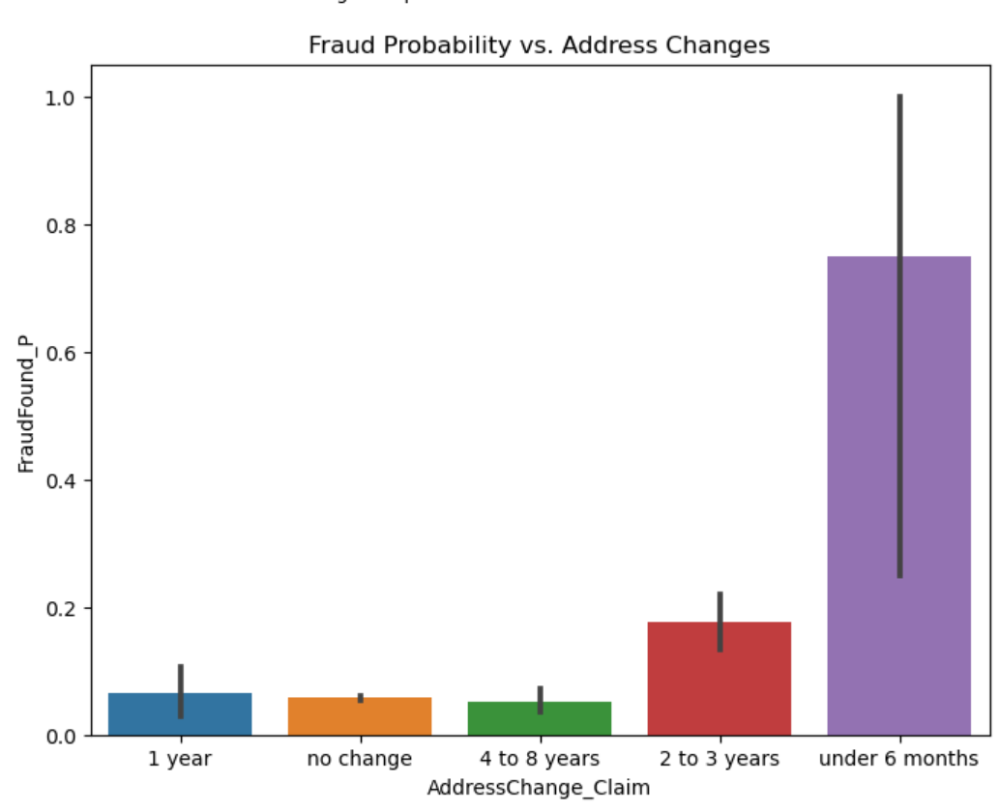 Fraud Probability vs. Address Changes
1.0
0.8
0.6
0.4
0.2
0.0
FraudFound_P
1 year no change 4 to 8 years 2 to 3 years under 6 months
AddressChange_Claim